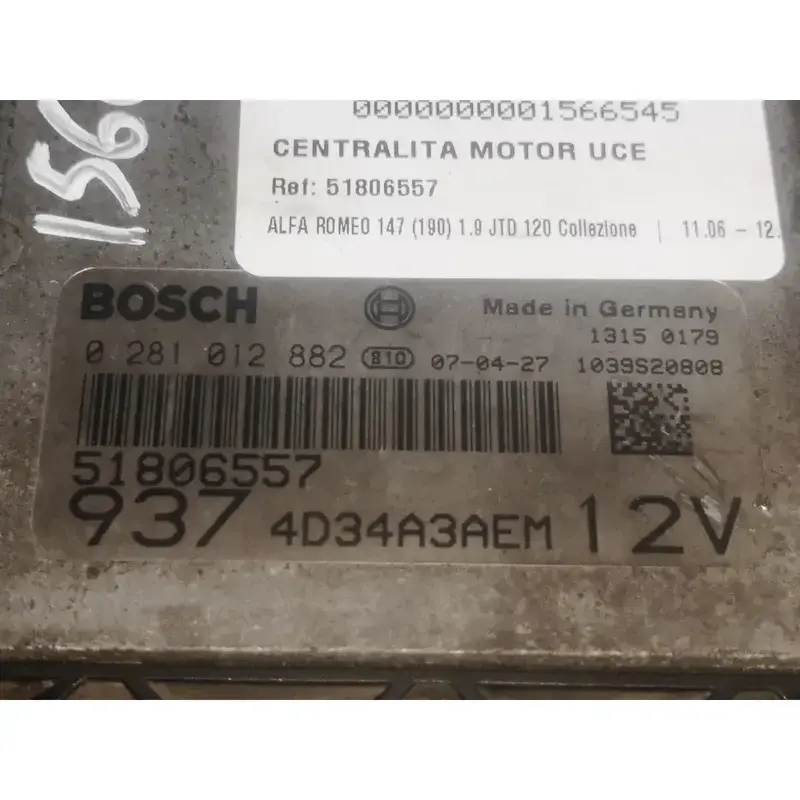 0000000001566545
CENTRALITA MOTOR UCE
Ref: 51806557
ALFA ROMEO 147 (190) 1.9 JTD 120 Collezione | 11.06 - 12.
BOSCH Made in Germany
1315 0179
0 281 012 882 810 07-04-27 1039S20808
51806557
937 4D34A3AEM 12V